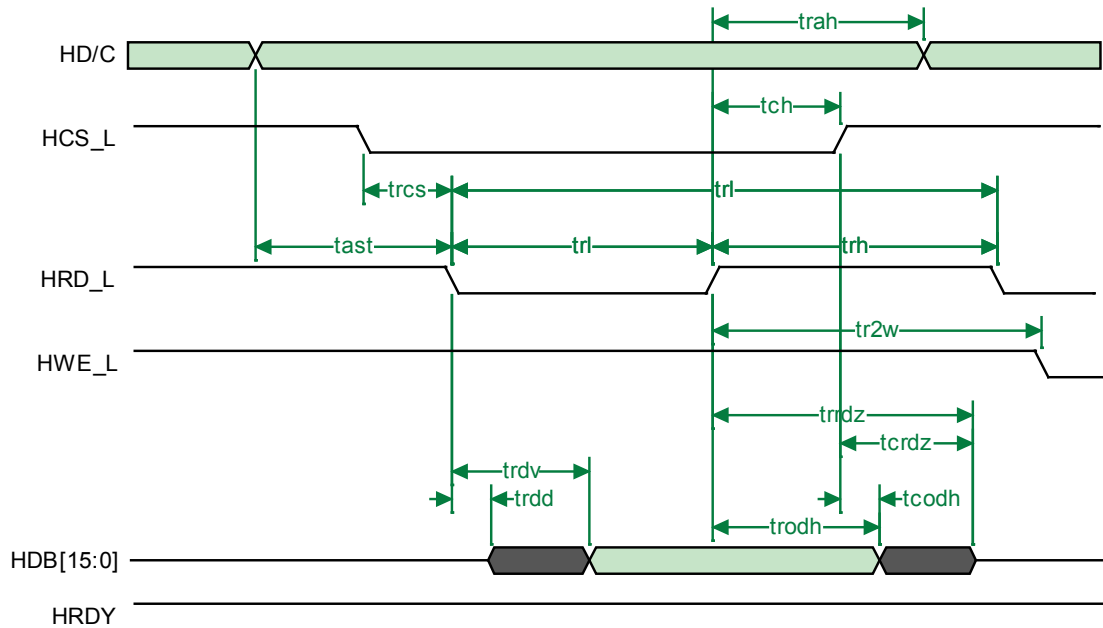 trah
HD/C
tch
HCS_L
trcs
trl
tast
trl
trh
HRD_L
tr2w
HWE_L
trrdz
tcrdz
trdv
trdd
tcodh
trodh
HDB[15:0]
HRDY